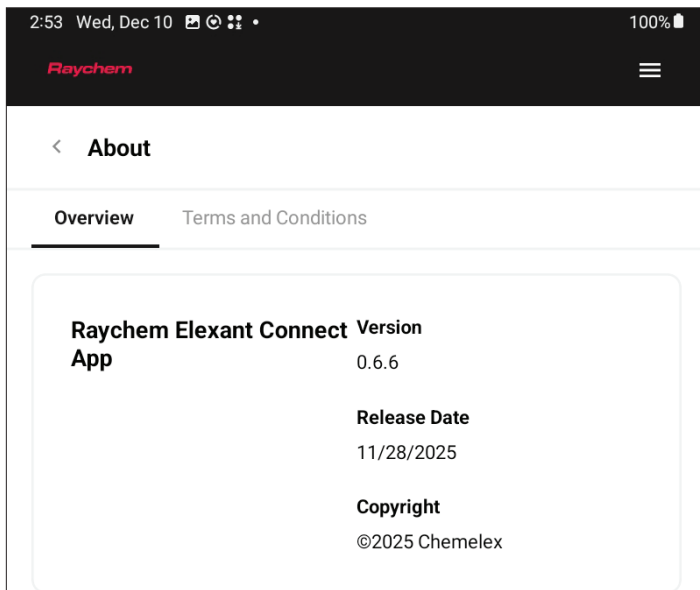 2:53 Wed, Dec 10
100%
Raychem
About
Overview
Terms and Conditions
Raychem Elexant Connect
App
Version
0.6.6
Release Date
11/28/2025
Copyright
©2025 Chemelex